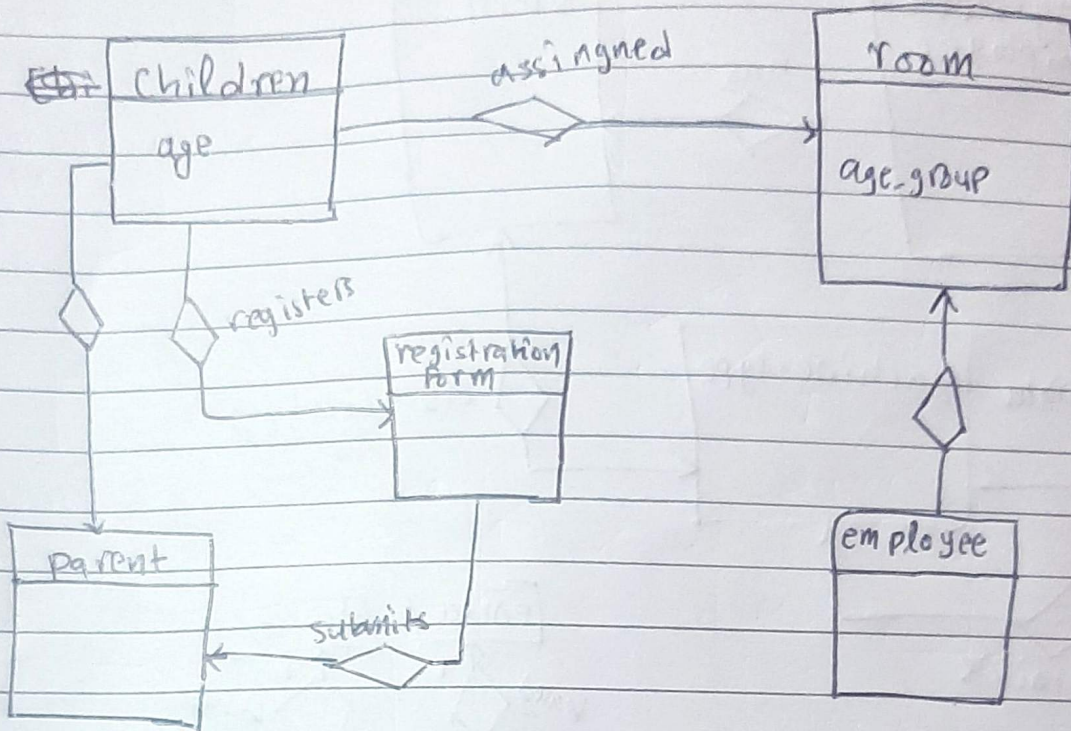 children
age
assingned
room
age_group
registers
registration
form
parent
submits
employee